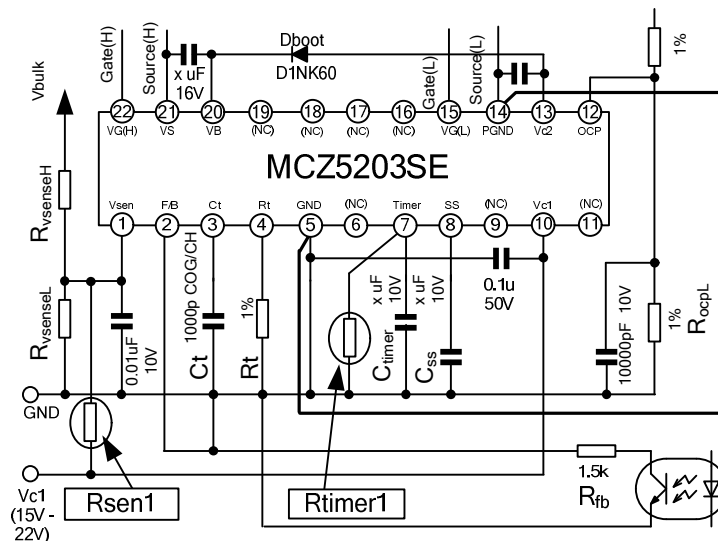 Gate(H)
Source(H)
Dboot
D1NK60
x uF
16V
Gate(L)
Source(L)
1%
Vbulk
22 21 20 19 18 17 16 15 14 13 12
VG(H) VS VB (NC) (NC) (NC) (NC) VG(L) PGND Vc2 OCP
MCZ5203SE
Vsen F/B Ct Rt GND (NC) Timer SS (NC) Vc1 (NC)
1 2 3 4 5 6 7 8 9 10 11
RvsenseH
RvsenseL
0.01uF
10V
1000p COG/CH
Ct
1%
Rt
x uF
10V
Ctimer
x uF
10V
Css
0.1u
50V
10000pF 10V
1%
RocpL
GND
Vc1
(15V -
22V)
Rsen1
Rtimer1
1.5k
Rfb